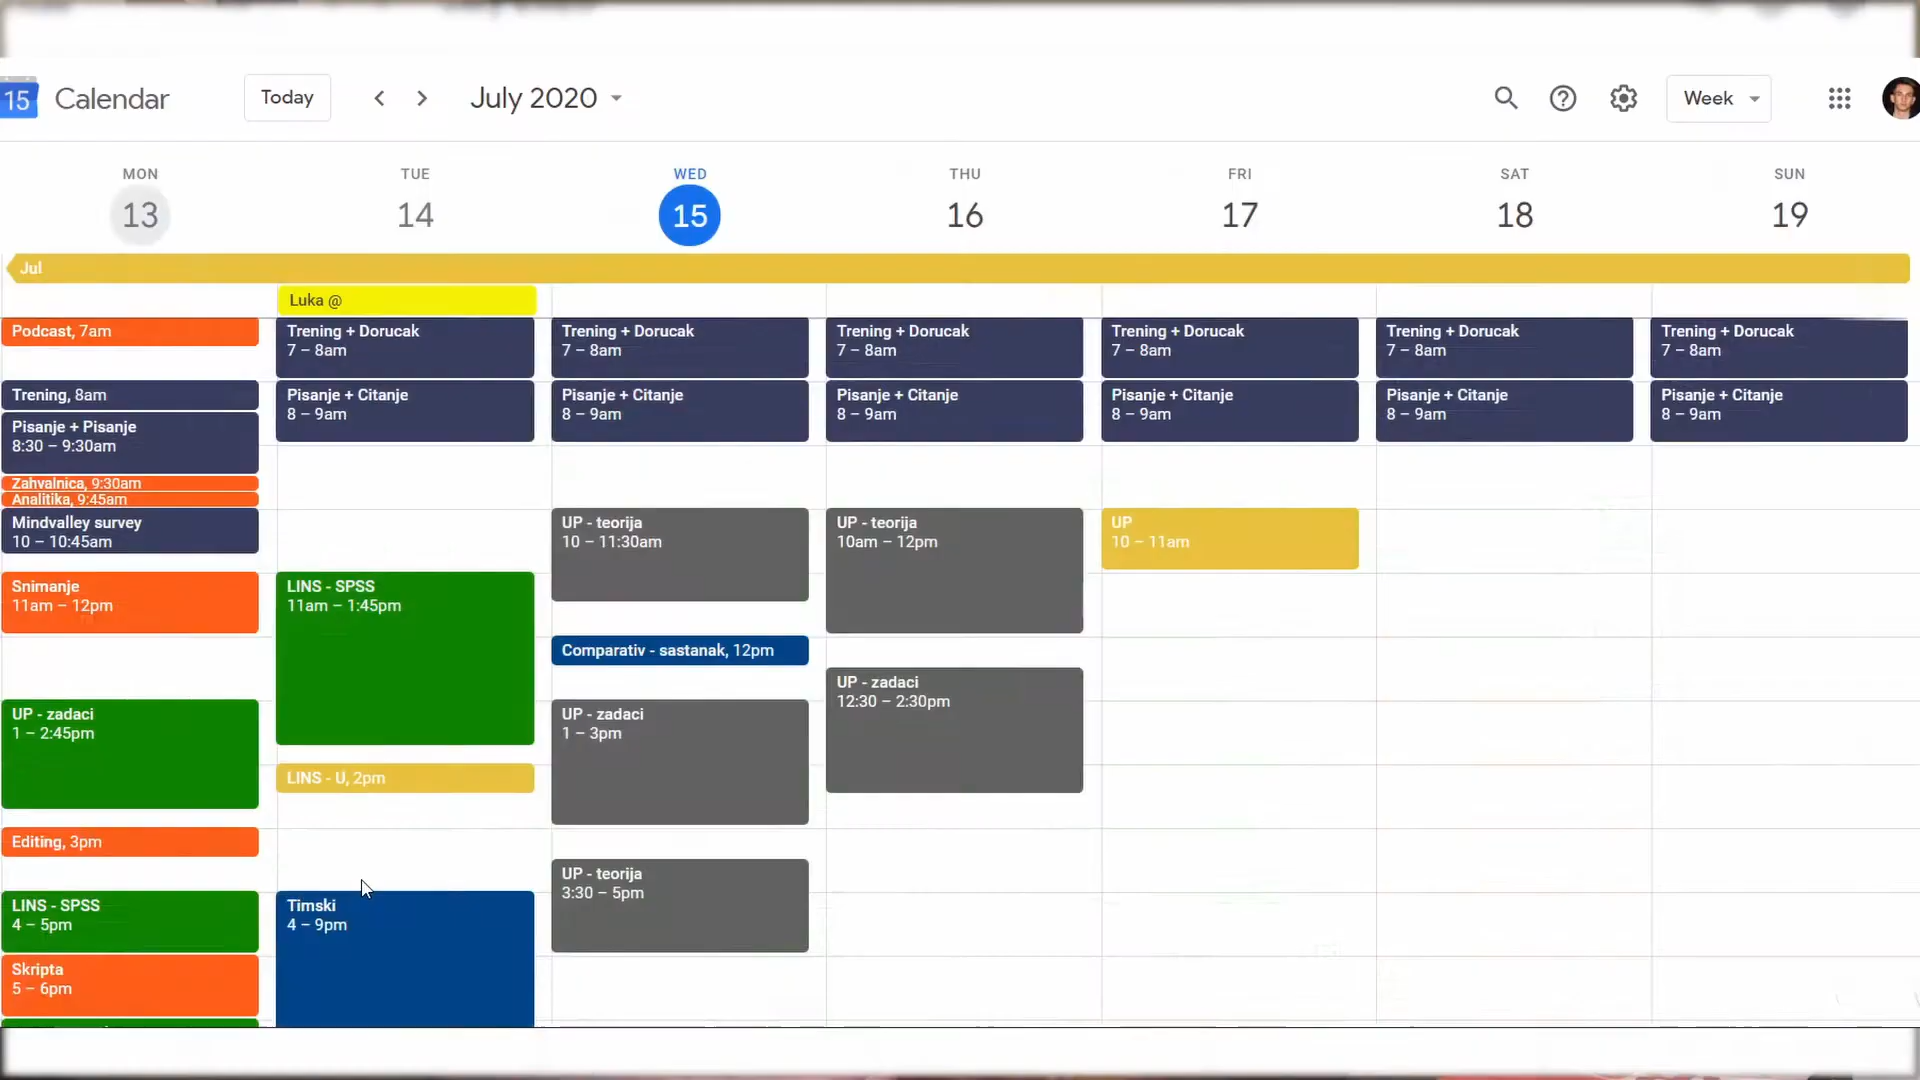 15 Calendar Today July 2020 Week
MON TUE WED THU FRI SAT SUN
13 14 15 16 17 18 19
Jul
Luka @
Podcast, 7am
Trening, 8am
Pisanje + Pisanje
8:30 – 9:30am
Zahvalnica, 9:30am
Analitika, 9:45am
Mindvalley survey
10 – 10:45am
Snimanje
11am – 12pm
UP - zadaci
1 – 2:45pm
Editing, 3pm
LINS - SPSS
4 – 5pm
Skripta
5 – 6pm
Trening + Dorucak
7 – 8am
Pisanje + Citanje
8 – 9am
LINS - SPSS
11am – 1:45pm
LINS - U, 2pm
Timski
4 – 9pm
Trening + Dorucak
7 – 8am
Pisanje + Citanje
8 – 9am
UP - teorija
10 – 11:30am
Comparativ - sastanak, 12pm
UP - zadaci
1 – 3pm
UP - teorija
3:30 – 5pm
Trening + Dorucak
7 – 8am
Pisanje + Citanje
8 – 9am
UP - teorija
10am – 12pm
UP - zadaci
12:30 – 2:30pm
Trening + Dorucak
7 – 8am
Pisanje + Citanje
8 – 9am
UP
10 – 11am
Trening + Dorucak
7 – 8am
Pisanje + Citanje
8 – 9am
Trening + Dorucak
7 – 8am
Pisanje + Citanje
8 – 9am